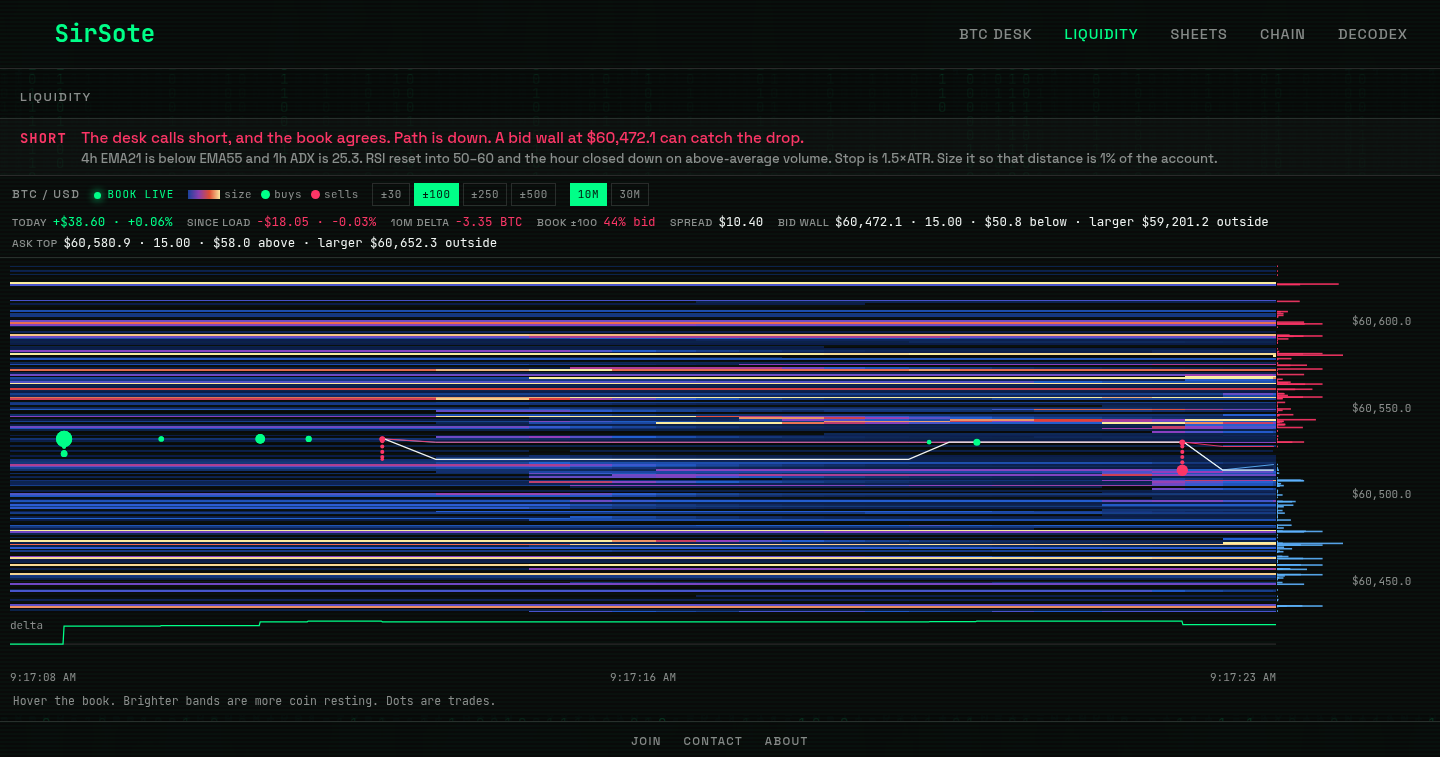 SirSote
BTC DESK LIQUIDITY SHEETS CHAIN DECODEX
LIQUIDITY
SHORT The desk calls short, and the book agrees. Path is down. A bid wall at $60,472.1 can catch the drop.
4h EMA21 is below EMA55 and 1h ADX is 25.3. RSI reset into 50–60 and the hour closed down on above-average volume. Stop is 1.5×ATR. Size it so that distance is 1% of the account.
BTC / USD BOOK LIVE size buys sells ±30 ±100 ±250 ±500 10M 30M
TODAY +$38.60 · +0.06% SINCE LOAD -$18.05 · -0.03% 10M DELTA -3.35 BTC BOOK ±100 44% bid SPREAD $10.40 BID WALL $60,472.1 · 15.00 · $50.8 below · larger $59,201.2 outside
ASK TOP $60,580.9 · 15.00 · $58.0 above · larger $60,652.3 outside
$60,600.0
$60,550.0
$60,500.0
$60,450.0
delta
9:17:08 AM 9:17:16 AM 9:17:23 AM
Hover the book. Brighter bands are more coin resting. Dots are trades.
JOIN CONTACT ABOUT